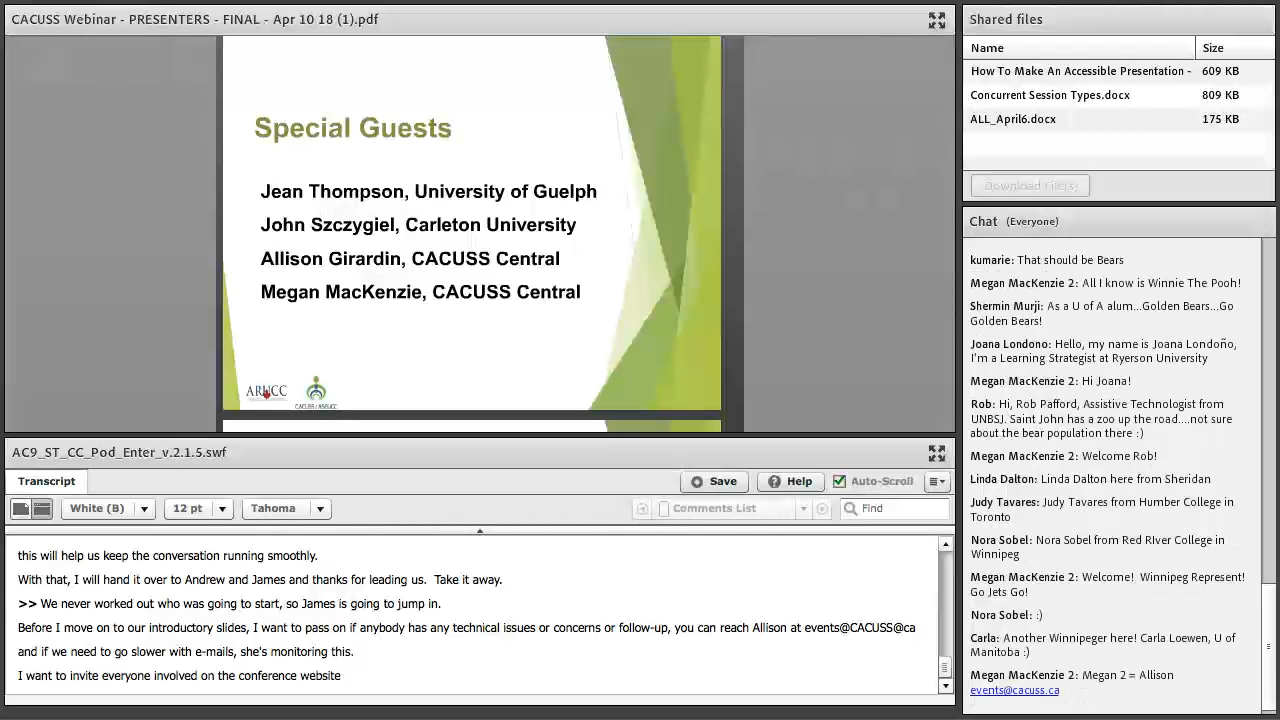 CACUSS Webinar - PRESENTERS - FINAL - Apr 10 18 (1).pdf
Special Guests
Jean Thompson, University of Guelph
John Szczygiel, Carleton University
Allison Girardin, CACUSS Central
Megan MacKenzie, CACUSS Central
ARUCC
CACUSS / ASEUCC
AC9_ST_CC_Pod_Enter_v.2.1.5.swf
Transcript
Save
Help
Auto-Scroll
White (B)
12 pt
Tahoma
Comments List
Find
this will help us keep the conversation running smoothly.
With that, I will hand it over to Andrew and James and thanks for leading us.  Take it away.
>> We never worked out who was going to start, so James is going to jump in.
Before I move on to our introductory slides, I want to pass on if anybody has any technical issues or concerns or follow-up, you can reach Allison at events@CACUSS@ca
and if we need to go slower with e-mails, she's monitoring this.
I want to invite everyone involved on the conference website
Shared files
Name Size
How To Make An Accessible Presentation - 609 KB
Concurrent Session Types.docx 809 KB
ALL_April6.docx 175 KB
Download File(s)
Chat (Everyone)
kumarie: That should be Bears
Megan MacKenzie 2: All I know is Winnie The Pooh!
Shermin Murji: As a U of A alum...Golden Bears...Go
Golden Bears!
Joana Londono: Hello, my name is Joana Londoño,
I'm a Learning Strategist at Ryerson University
Megan MacKenzie 2: Hi Joana!
Rob: Hi, Rob Pafford, Assistive Technologist from
UNBSJ. Saint John has a zoo up the road....not sure
about the bear population there :)
Megan MacKenzie 2: Welcome Rob!
Linda Dalton: Linda Dalton here from Sheridan
Judy Tavares: Judy Tavares from Humber College in
Toronto
Nora Sobel: Nora Sobel from Red RIver College in
Winnipeg
Megan MacKenzie 2: Welcome!  Winnipeg Represent!
Go Jets Go!
Nora Sobel: :)
Carla: Another Winnipeger here! Carla Loewen, U of
Manitoba :)
Megan MacKenzie 2: Megan 2 = Allison
events@cacuss.ca